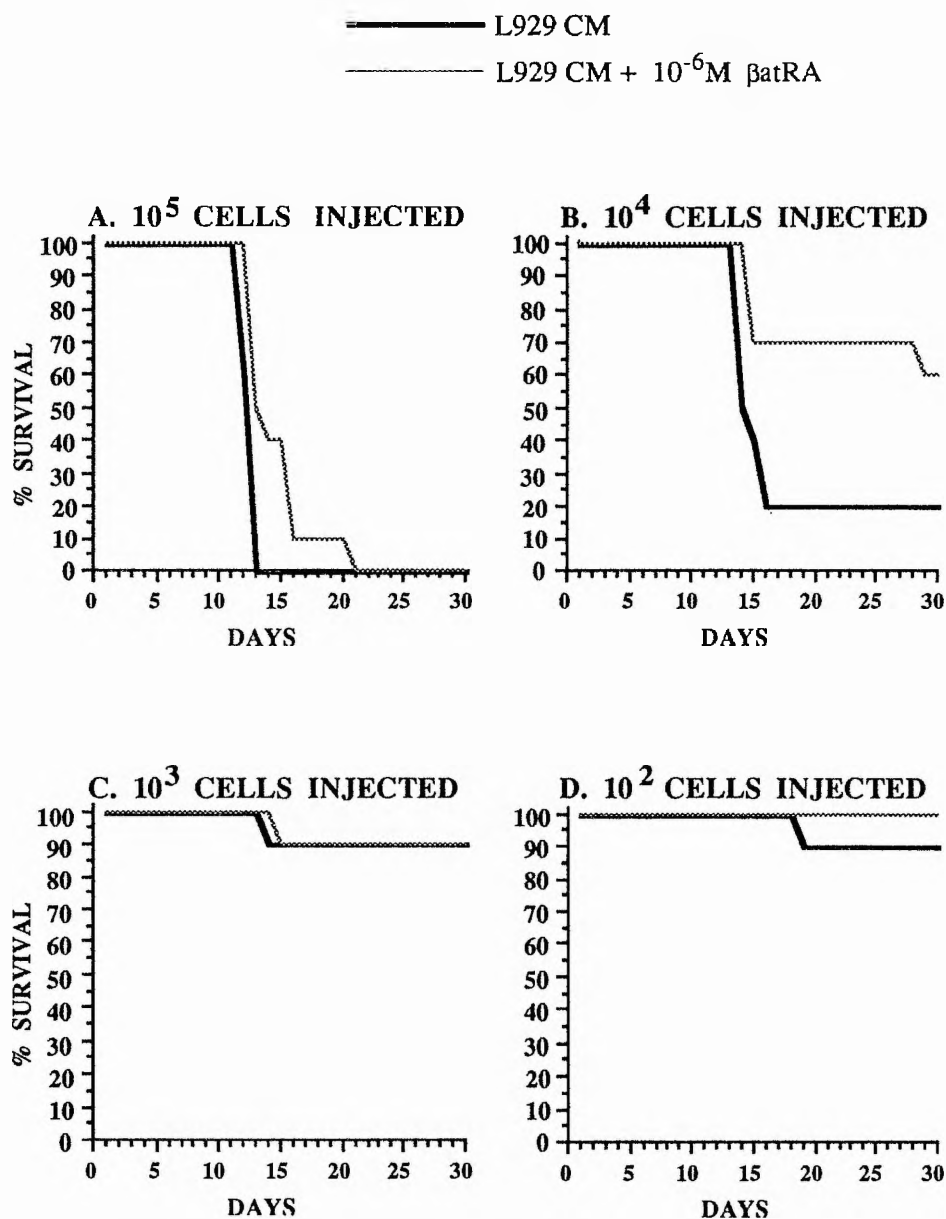 L929 CM
L929 CM + 10⁻⁶M βatRA
A. 10⁵ CELLS INJECTED
100
90
80
70
60
50
40
30
20
10
0
% SURVIVAL
0 5 10 15 20 25 30
DAYS
B. 10⁴ CELLS INJECTED
100
90
80
70
60
50
40
30
20
10
0
0 5 10 15 20 25 30
DAYS
C. 10³ CELLS INJECTED
100
90
80
70
60
50
40
30
20
10
0
% SURVIVAL
0 5 10 15 20 25 30
DAYS
D. 10² CELLS INJECTED
100
90
80
70
60
50
40
30
20
10
0
0 5 10 15 20 25 30
DAYS